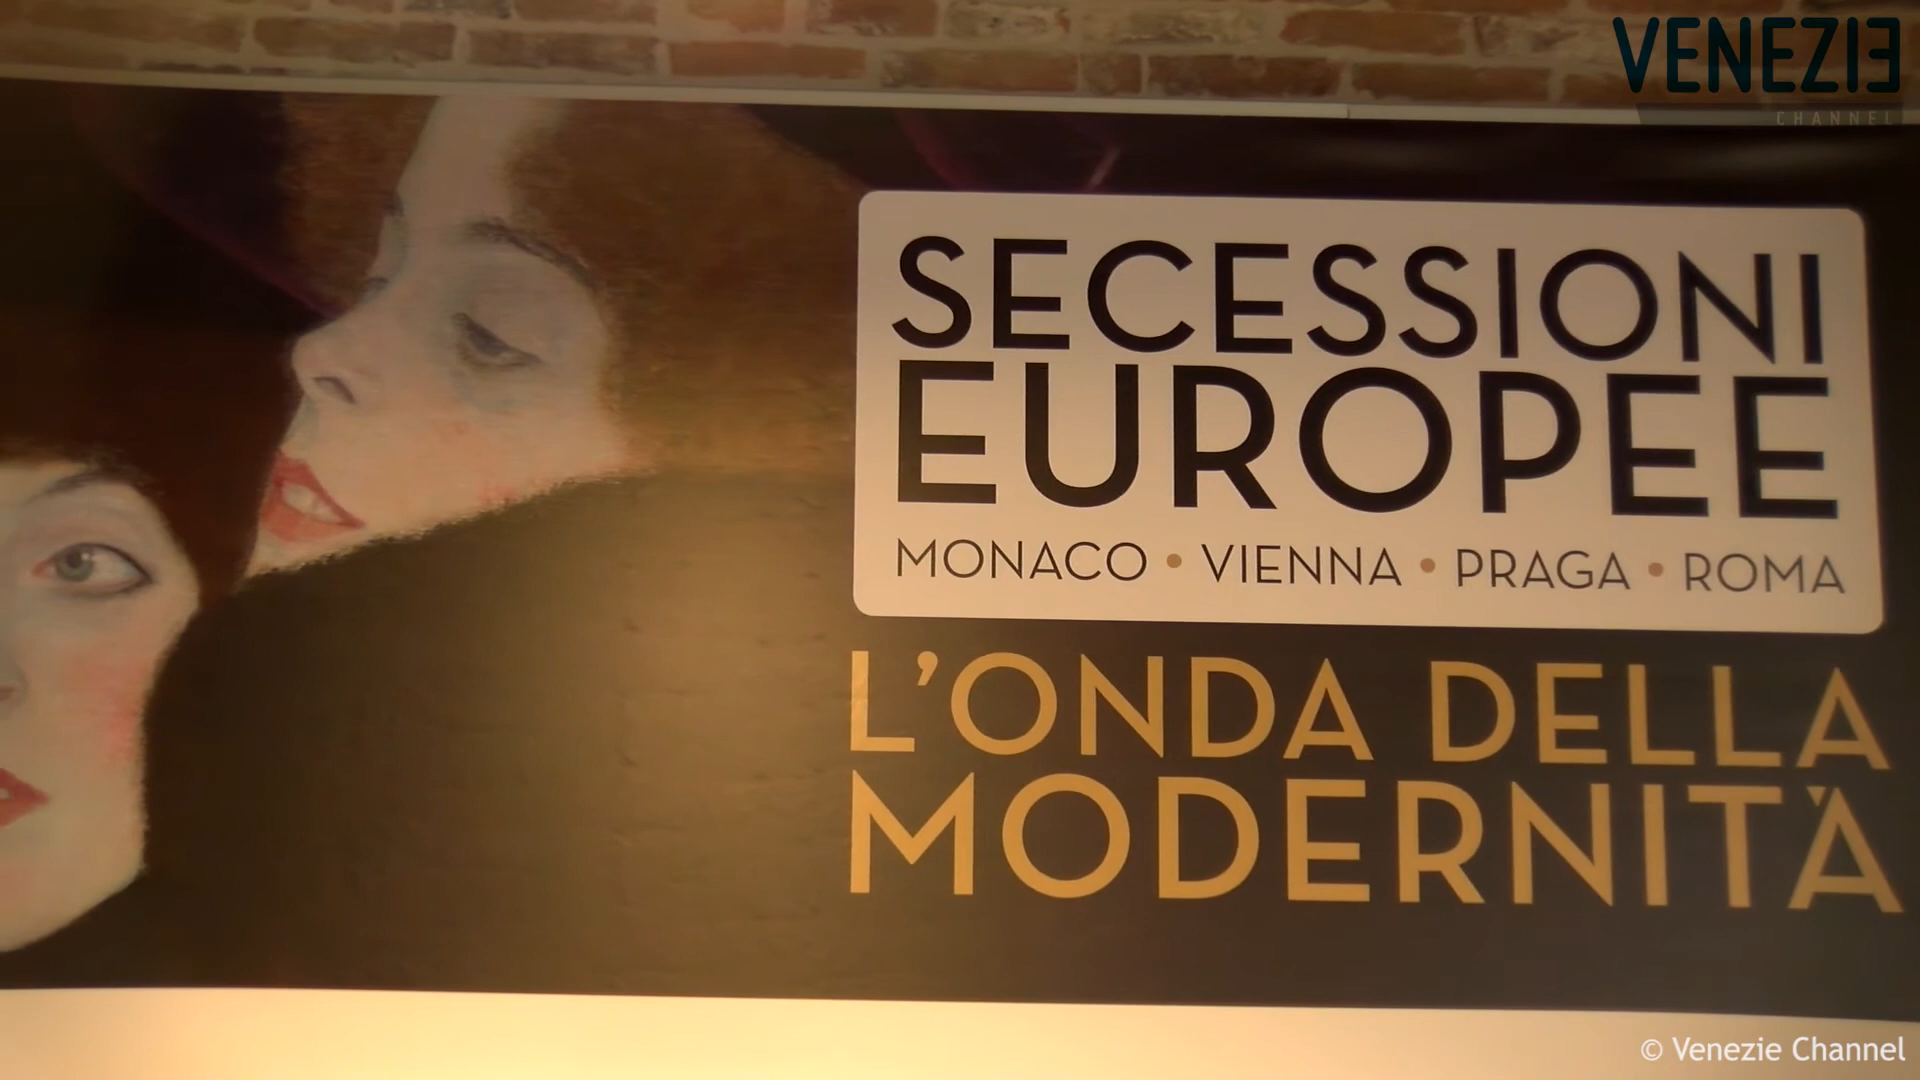 VENEZIE
CHANNEL
SECESSIONI
EUROPEE
MONACO • VIENNA • PRAGA • ROMA
L'ONDA DELLA
MODERNITÀ
© Venezie Channel